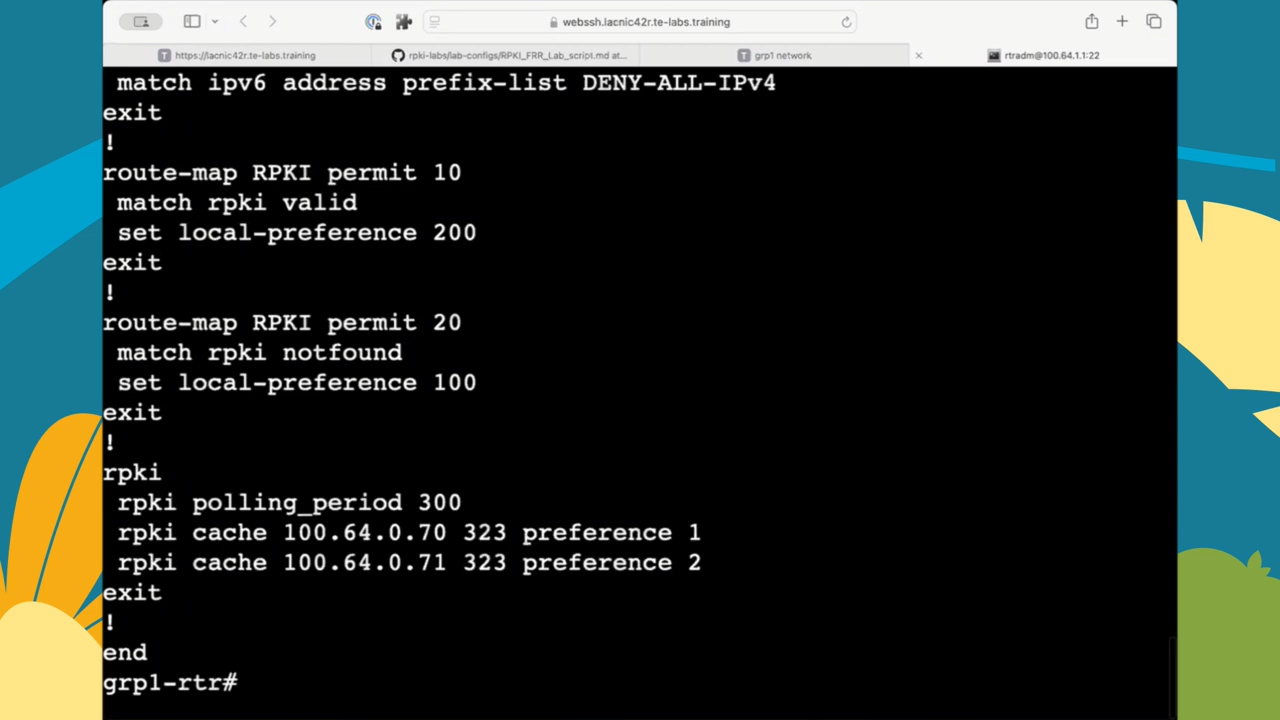 webssh.lacnic42r.te-labs.training
https://lacnic42r.te-labs.training
rpki-labs/lab-configs/RPKI_FRR_Lab_script.md at...
grp1 network
rtradm@100.64.1.1:22
match ipv6 address prefix-list DENY-ALL-IPv4
exit
!
route-map RPKI permit 10
match rpki valid
set local-preference 200
exit
!
route-map RPKI permit 20
match rpki notfound
set local-preference 100
exit
!
rpki
rpki polling_period 300
rpki cache 100.64.0.70 323 preference 1
rpki cache 100.64.0.71 323 preference 2
exit
!
end
grp1-rtr#